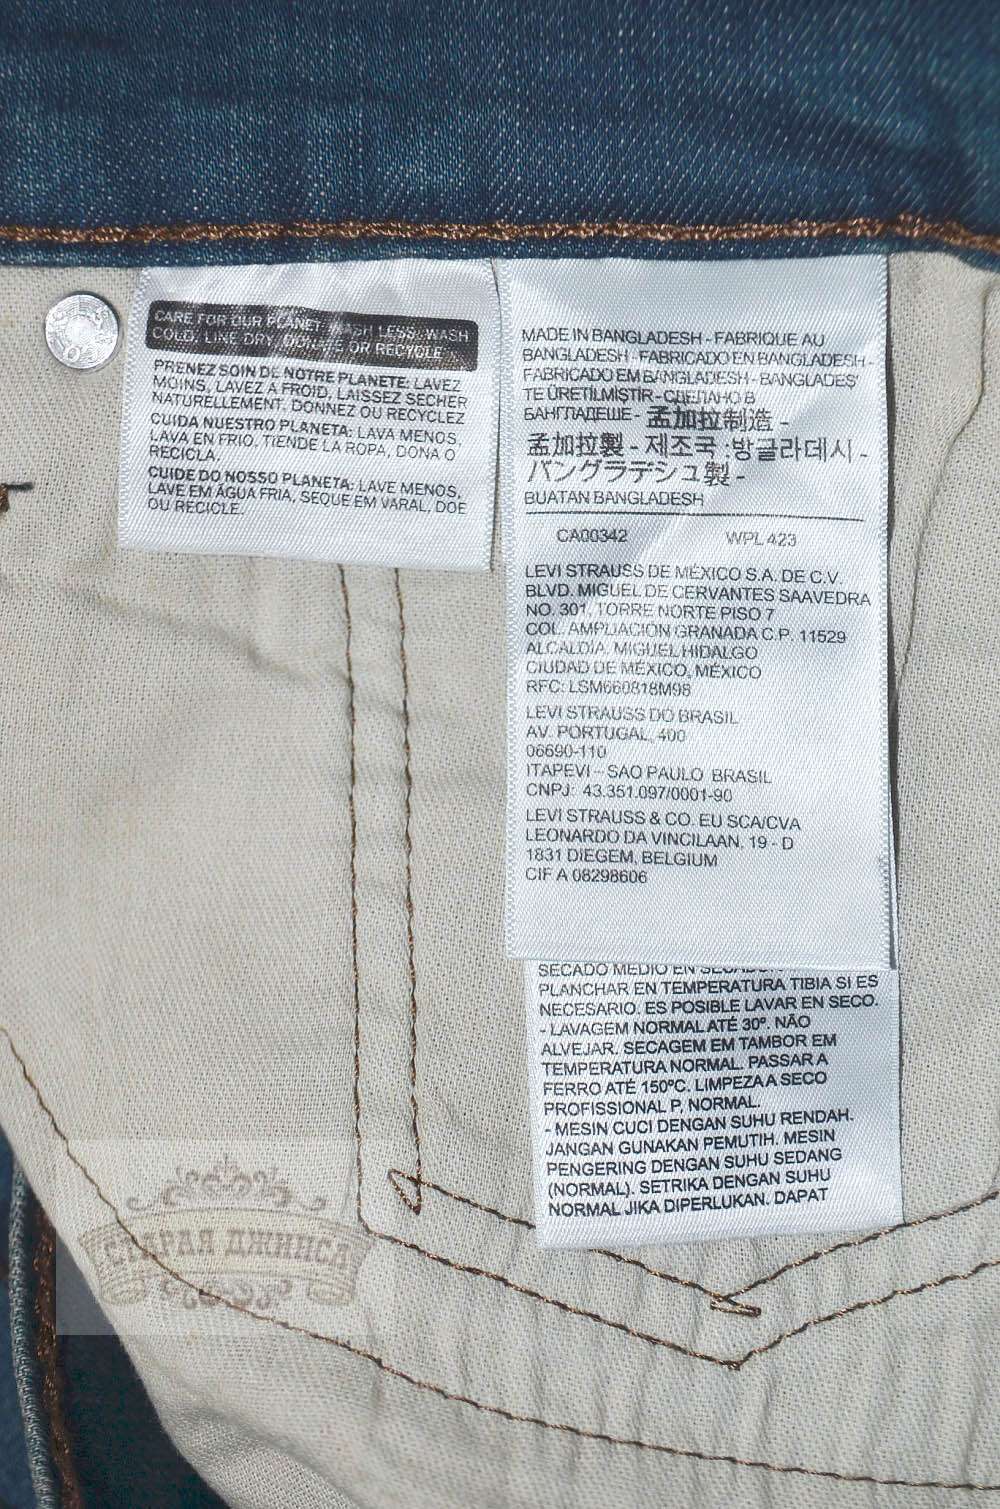 CARE FOR OUR PLANET: WASH LESS, WASH
COLD, LINE DRY, DONATE OR RECYCLE
PRENEZ SOIN DE NOTRE PLANETE: LAVEZ
MOINS, LAVEZ A FROID, LAISSEZ SECHER
NATURELLEMENT, DONNEZ OU RECYCLEZ
CUIDA NUESTRO PLANETA: LAVA MENOS,
LAVA EN FRIO, TIENDE LA ROPA, DONA O
RECICLA.
CUIDE DO NOSSO PLANETA: LAVE MENOS,
LAVE EM ÁGUA FRIA, SEQUE EM VARAL, DOE
OU RECICLE.
MADE IN BANGLADESH - FABRIQUE AU
BANGLADESH - FABRICADO EN BANGLADESH -
FABRICADO EM BANGLADESH - BANGLADES'
TE ÜRETİLMİŞTİR - СДЕЛАНО В
БАНГЛАДЕШЕ - 孟加拉制造 -
孟加拉製 - 제조국 :방글라데시 -
バングラデシュ製 -
BUATAN BANGLADESH
CA00342 WPL 423
LEVI STRAUSS DE MÉXICO S.A. DE C.V.
BLVD. MIGUEL DE CERVANTES SAAVEDRA
NO. 301, TORRE NORTE PISO 7
COL. AMPLIACIÓN GRANADA C.P. 11529
ALCALDÍA. MIGUEL HIDALGO
CIUDAD DE MÉXICO, MÉXICO
RFC: LSM660818M98
LEVI STRAUSS DO BRASIL
AV. PORTUGAL, 400
06690-110
ITAPEVI – SAO PAULO BRASIL
CNPJ: 43.351.097/0001-90
LEVI STRAUSS & CO. EU SCA/CVA
LEONARDO DA VINCILAAN, 19 - D
1831 DIEGEM, BELGIUM
CIF A 08298606
SECADO MEDIO EN
PLANCHAR EN TEMPERATURA TIBIA SI ES
NECESARIO. ES POSIBLE LAVAR EN SECO.
- LAVAGEM NORMAL ATÉ 30º. NÃO
ALVEJAR. SECAGEM EM TAMBOR EM
TEMPERATURA NORMAL. PASSAR A
FERRO ATÉ 150ºC. LIMPEZA A SECO
PROFISSIONAL P, NORMAL.
- MESIN CUCI DENGAN SUHU RENDAH.
JANGAN GUNAKAN PEMUTIH. MESIN
PENGERING DENGAN SUHU SEDANG
(NORMAL). SETRIKA DENGAN SUHU
NORMAL JIKA DIPERLUKAN. DAPAT
СТАРАЯ ДЖИНСА